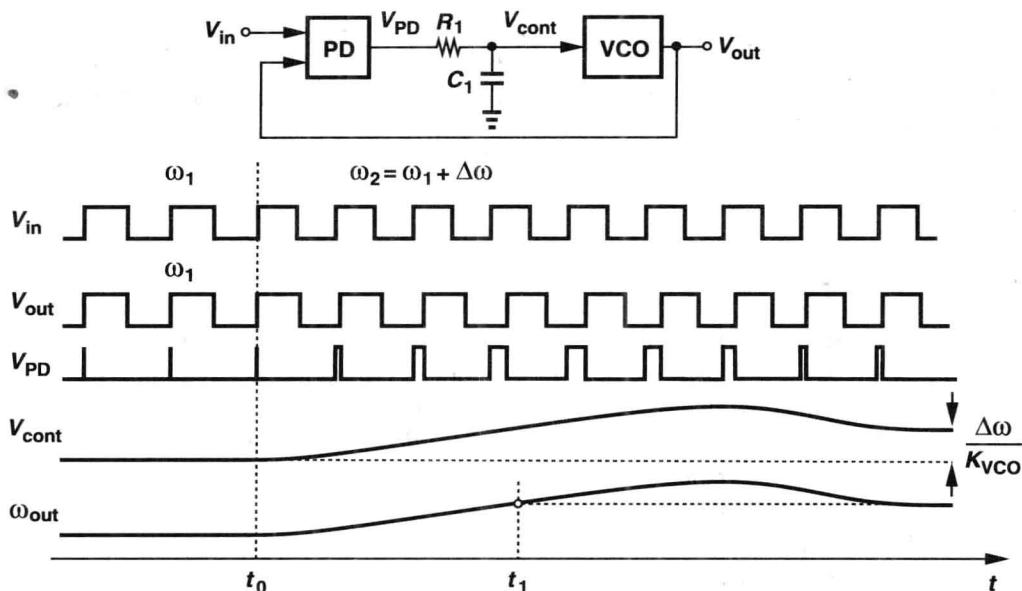 V_PD R_1 V_cont
V_in PD VCO V_out
C_1
ω_1 ω_2 = ω_1 + Δω
V_in
ω_1
V_out
V_PD
V_cont Δω
K_VCO
ω_out
t_0 t_1 t